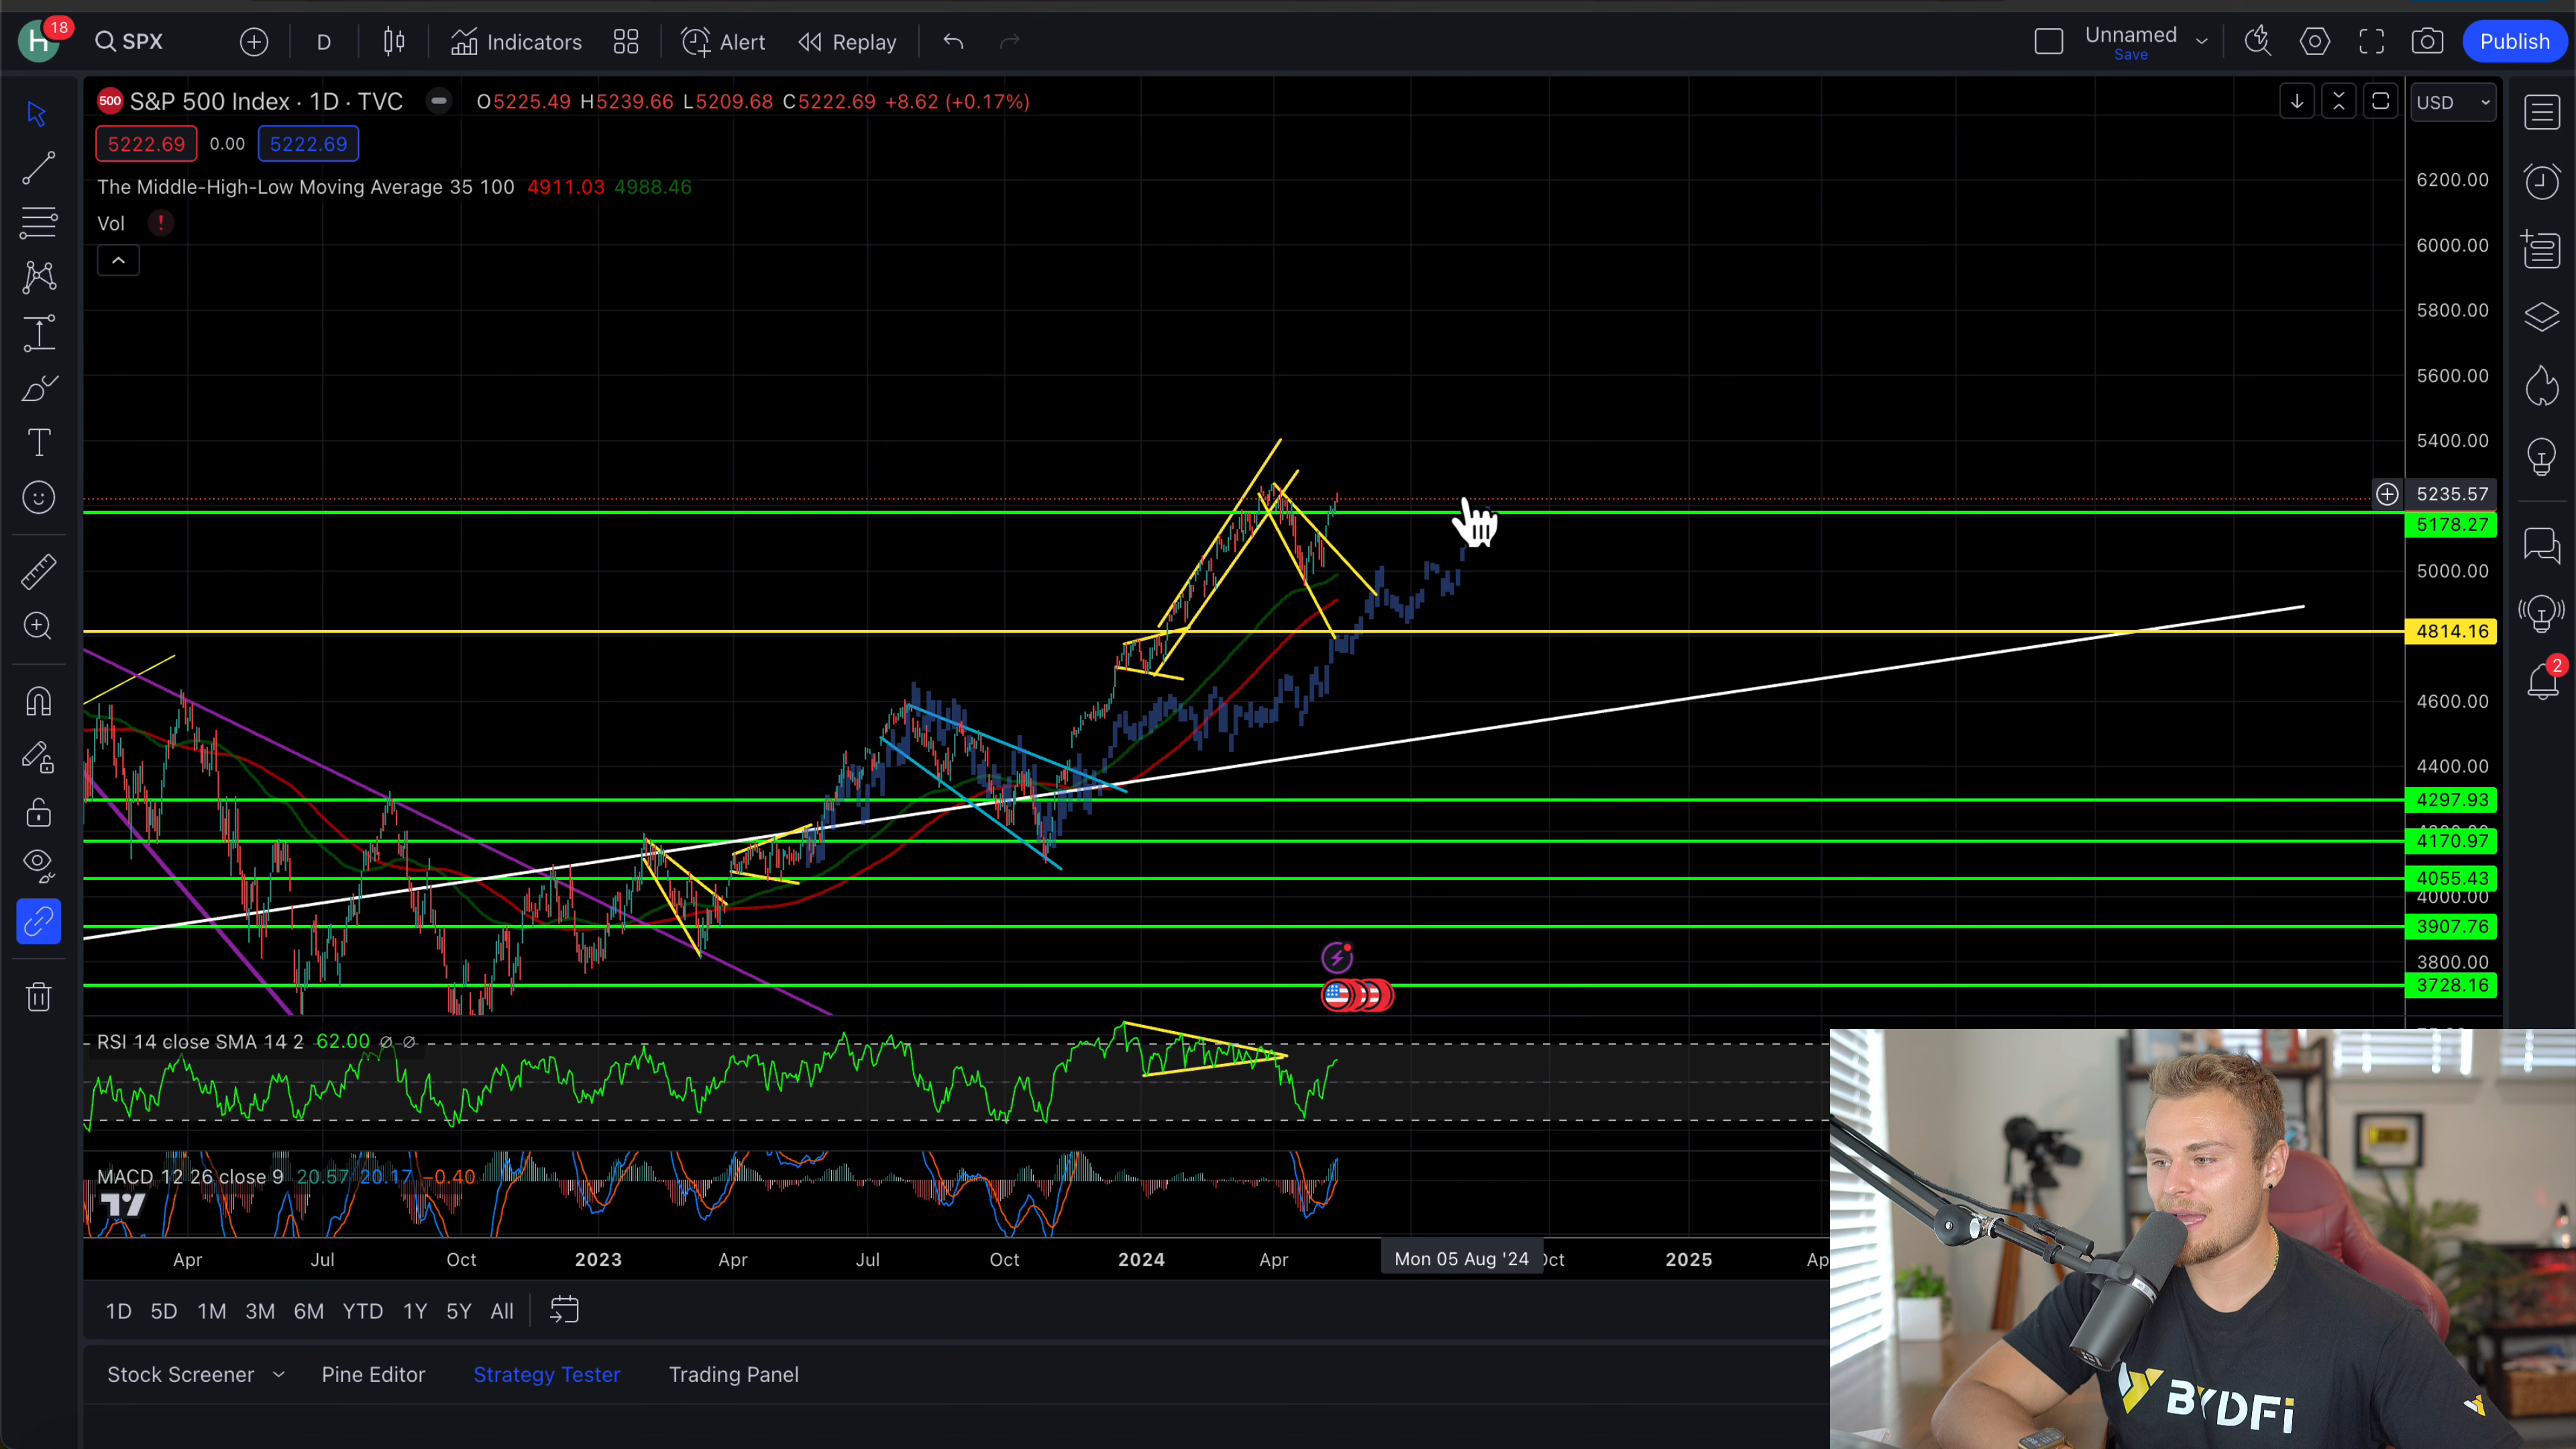 H 18 SPX D Indicators Alert Replay Unnamed Publish
Save
500 S&P 500 Index · 1D · TVC O5225.49 H5239.66 L5209.68 C5222.69 +8.62 (+0.17%) USD
5222.69 0.00 5222.69
The Middle-High-Low Moving Average 35 100 4911.03 4988.46
Vol !
6200.00
6000.00
5800.00
5600.00
5400.00
5235.57
5178.27
5000.00
4814.16
2
4600.00
4400.00
4297.93
4170.97
4055.43
4000.00
3907.76
3800.00
3728.16
RSI 14 close SMA 14 2 62.00 ∅ ∅
MACD 12 26 close 9 20.57 20.17 −0.40
Apr Jul Oct 2023 Apr Jul Oct 2024 Apr Mon 05 Aug '24 Oct 2025 Ap
1D 5D 1M 3M 6M YTD 1Y 5Y All
Stock Screener Pine Editor Strategy Tester Trading Panel
BYDFi